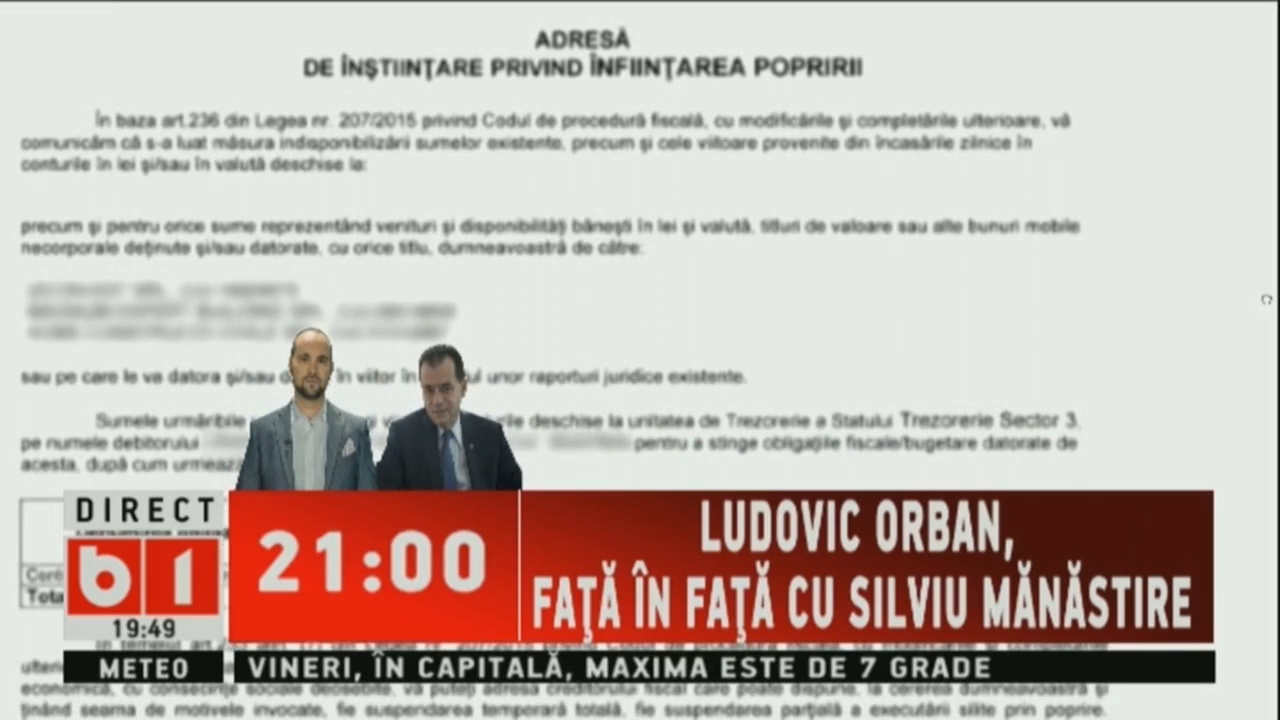 ADRESĂ
DE ÎNȘTIINȚARE PRIVIND ÎNFIINȚAREA POPRIRII
În baza art.236 din Legea nr. 207/2015 privind Codul de procedură fiscală, cu modificările și completările ulterioare, vă
comunicăm că s-a luat măsura indisponibilizării sumelor existente, precum și cele viitoare provenite din încasările zilnice în
conturile în lei și/sau în valută deschise la:
precum și pentru orice sume reprezentând venituri și disponibilități bănești în lei și valută, titluri de valoare sau alte bunuri mobile
necorporale deținute și/sau datorate, cu orice titlu, dumneavoastră de către:
sau pe care le va datora și/sau în viitor în unor raporturi juridice existente.
Sumele urmăribile deschise la unitatea de Trezorerie a Statului Trezorerie Sector 3,
pe numele debitorului pentru a stinge obligațiile fiscale/bugetare datorate de
acesta, după cum urmează
DIRECT
b1
19:49
21:00
LUDOVIC ORBAN,
FAȚĂ ÎN FAȚĂ CU SILVIU MĂNĂSTIRE
Tota
METEO
VINERI, ÎN CAPITALĂ, MAXIMA ESTE DE 7 GRADE
economică, cu consecințe sociale deosebite, vă puteți adresa creditorului fiscal care poate dispune, la cererea dumneavoastră și
ținând seama de motivele invocate, fie suspendarea temporară totală, fie suspendarea parțială a executării silite prin poprire.